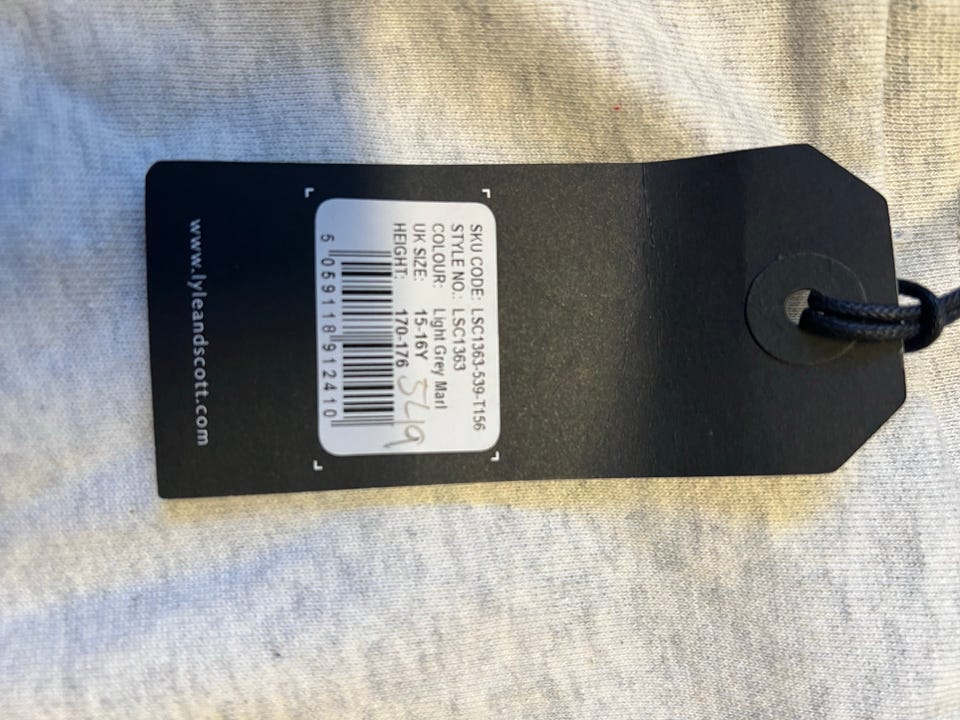 SKU CODE: LSC1363-539-T156
STYLE NO.: LSC1363
COLOUR: Light Grey Marl
UK SIZE: 15-16Y
HEIGHT: 170-176
549
5 059118 912410
www.lyleandscott.com